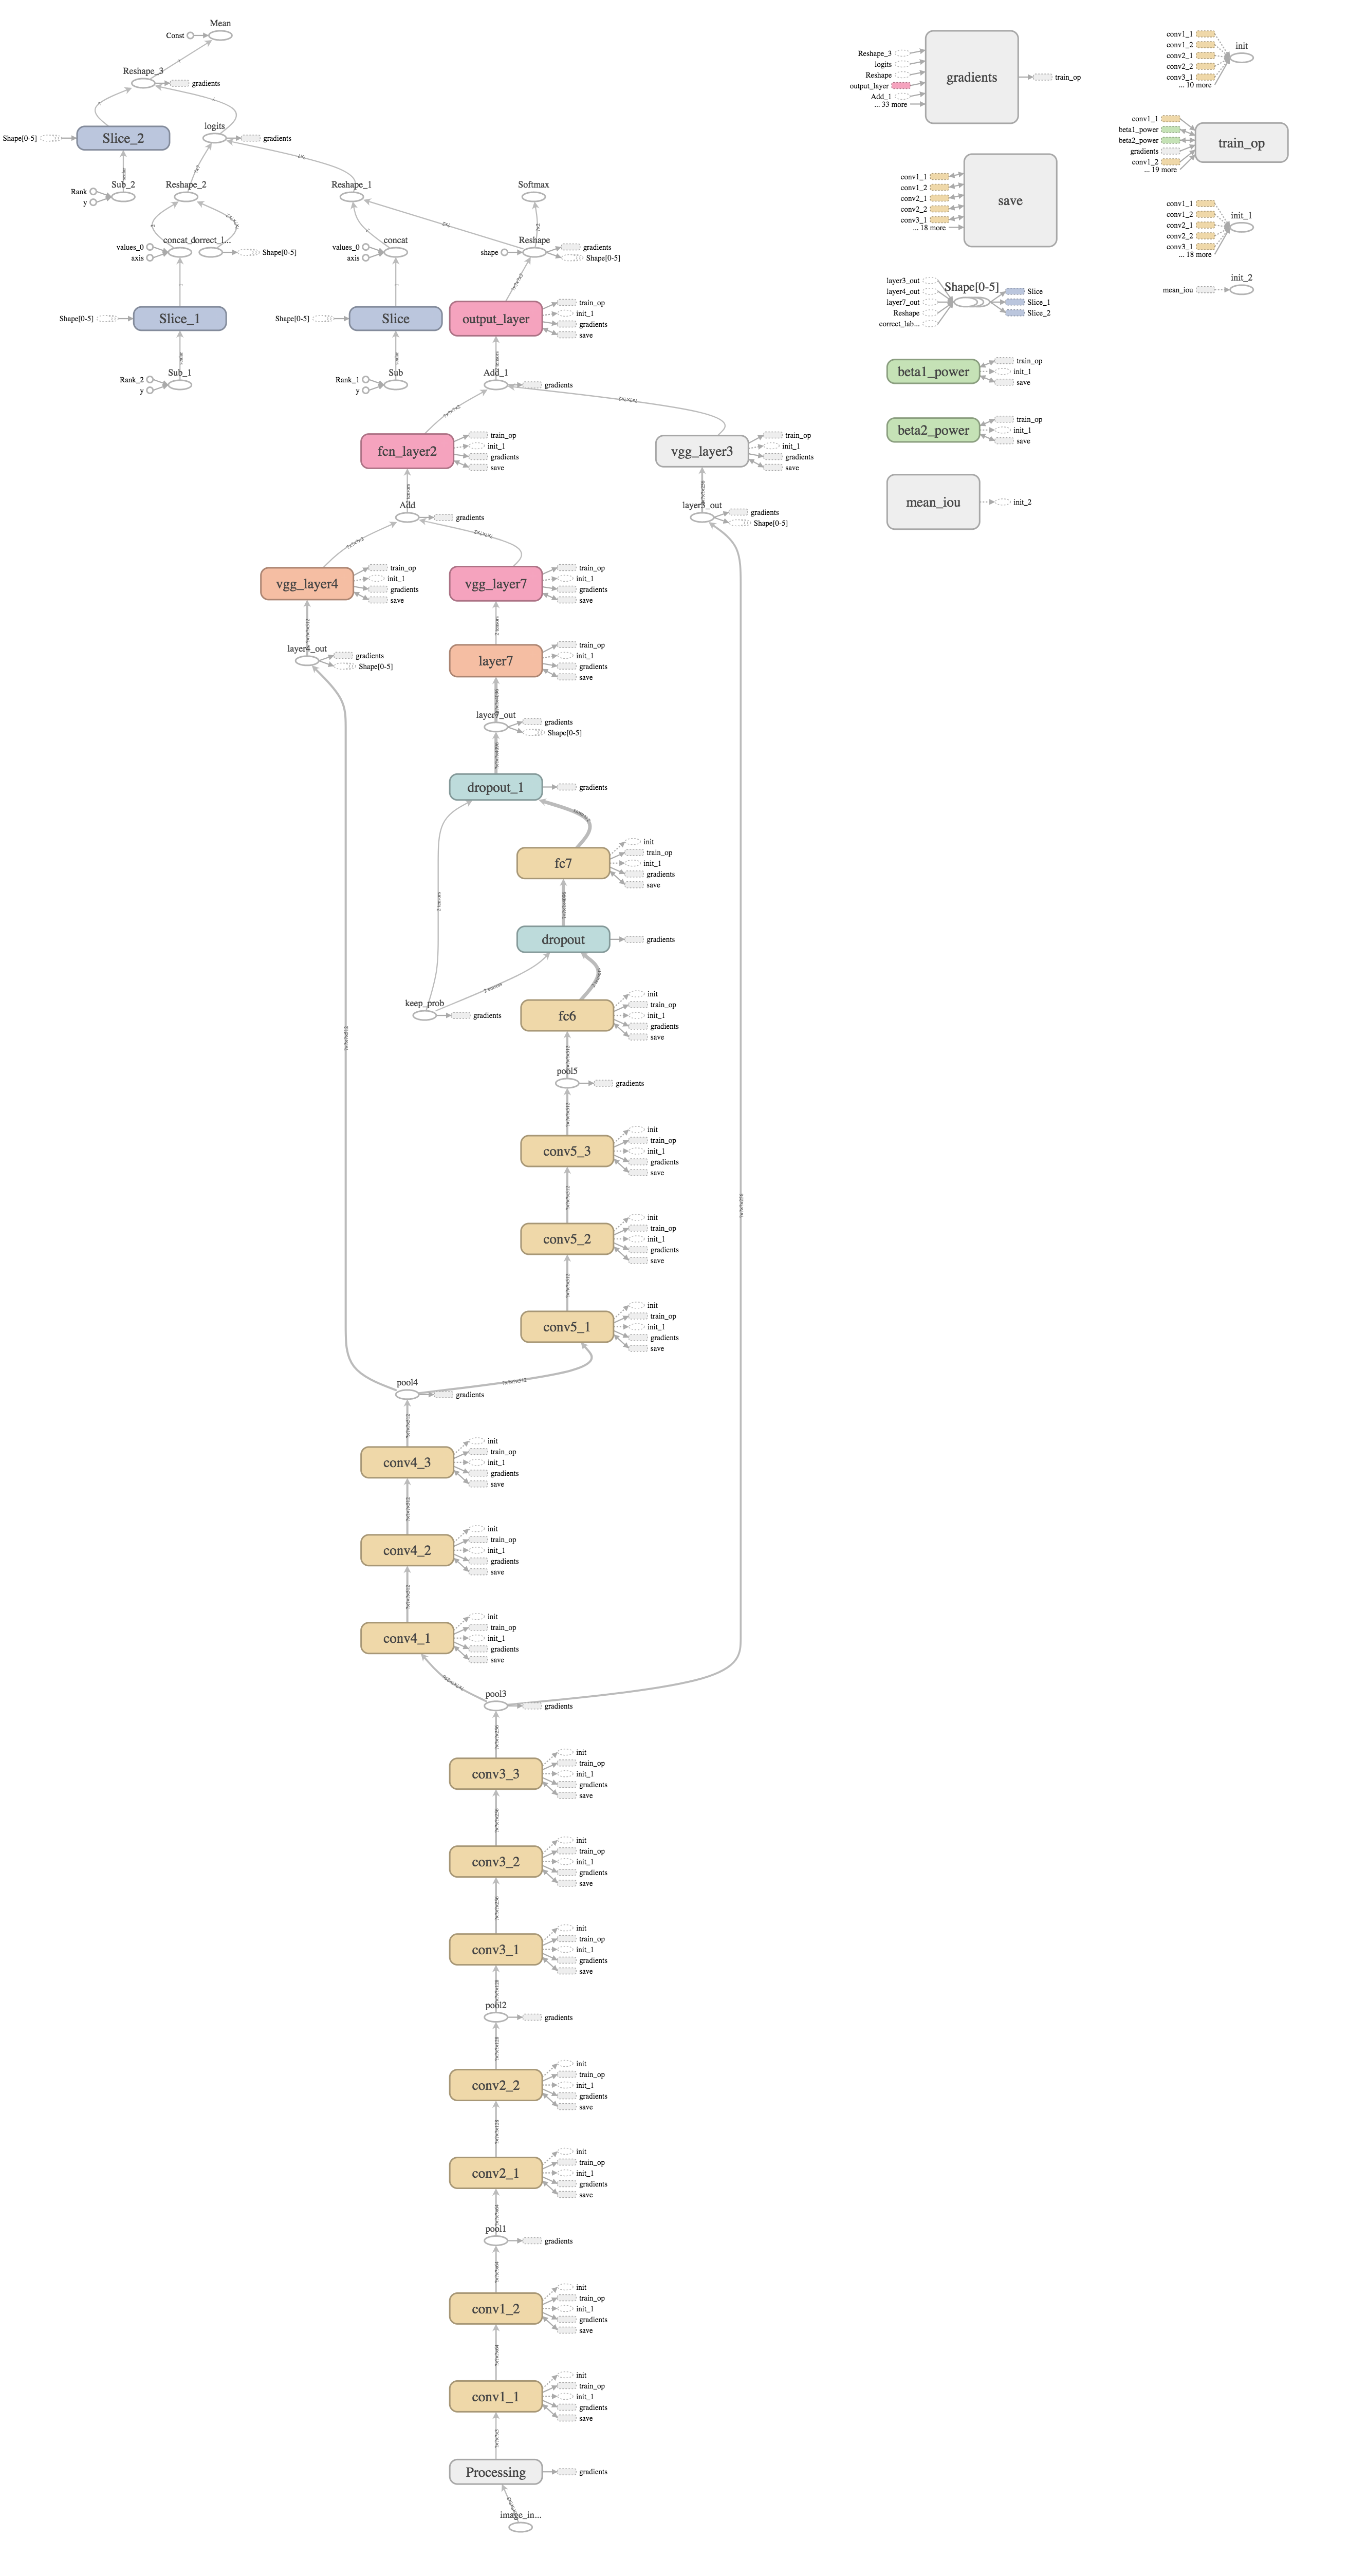 Mean
Const
Reshape_3
gradients
Slice_2
Shape[0-5]
logits
gradients
Rank
y
Sub_2
Reshape_2
Reshape_1
Softmax
values_0
axis
concat_dorrect_l...
Shape[0-5]
values_0
axis
concat
shape
Reshape
gradients
Shape[0-5]
Shape[0-5]
Slice_1
Shape[0-5]
Slice
output_layer
train_op
init_1
gradients
save
Rank_2
y
Sub_1
Rank_1
y
Sub
Add_1
gradients
fcn_layer2
train_op
init_1
gradients
save
vgg_layer3
train_op
init_1
gradients
save
Add
gradients
layer3_out
gradients
Shape[0-5]
vgg_layer4
train_op
init_1
gradients
save
vgg_layer7
train_op
init_1
gradients
save
layer4_out
gradients
Shape[0-5]
layer7
train_op
init_1
gradients
save
layer7_out
gradients
Shape[0-5]
dropout_1
gradients
fc7
init
train_op
init_1
gradients
save
dropout
gradients
keep_prob
gradients
fc6
init
train_op
init_1
gradients
save
pool5
gradients
conv5_3
init
train_op
init_1
gradients
save
conv5_2
init
train_op
init_1
gradients
save
conv5_1
init
train_op
init_1
gradients
save
pool4
gradients
conv4_3
init
train_op
init_1
gradients
save
conv4_2
init
train_op
init_1
gradients
save
conv4_1
init
train_op
init_1
gradients
save
pool3
gradients
conv3_3
init
train_op
init_1
gradients
save
conv3_2
init
train_op
init_1
gradients
save
conv3_1
init
train_op
init_1
gradients
save
pool2
gradients
conv2_2
init
train_op
init_1
gradients
save
conv2_1
init
train_op
init_1
gradients
save
pool1
gradients
conv1_2
init
train_op
init_1
gradients
save
conv1_1
init
train_op
init_1
gradients
save
Processing
gradients
image_in...
Reshape_3
logits
Reshape
output_layer
Add_1
... 33 more
gradients
train_op
conv1_1
conv1_2
conv2_1
conv2_2
conv3_1
... 18 more
save
layer3_out
layer4_out
layer7_out
Reshape
correct_lab...
Shape[0-5]
Slice
Slice_1
Slice_2
beta1_power
train_op
init_1
save
beta2_power
train_op
init_1
save
mean_iou
init_2
conv1_1
conv1_2
conv2_1
conv2_2
conv3_1
... 10 more
init
conv1_1
beta1_power
beta2_power
gradients
conv1_2
... 19 more
train_op
conv1_1
conv1_2
conv2_1
conv2_2
conv3_1
... 18 more
init_1
mean_iou
init_2